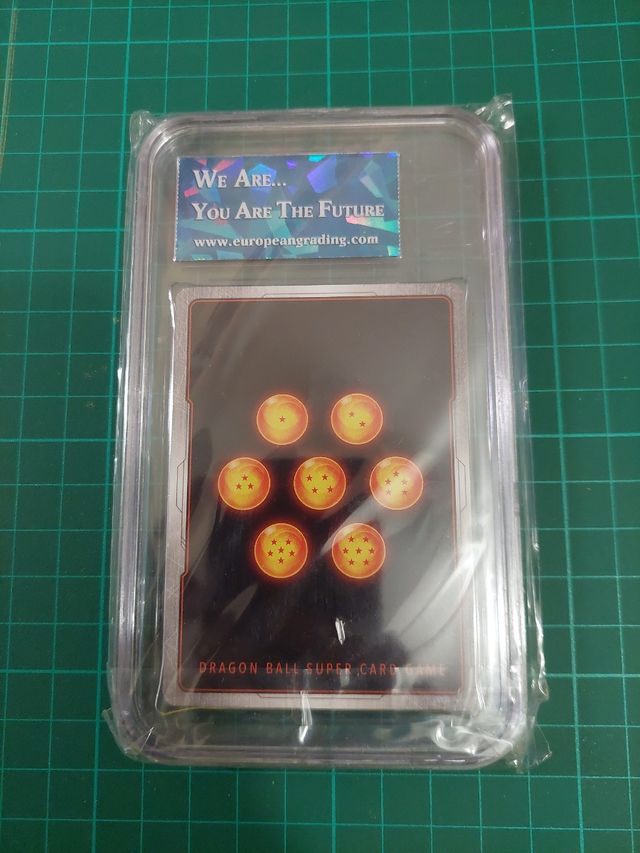 We Are...
You Are The Future
www.europeangrading.com
DRAGON BALL SUPER CARD GAME